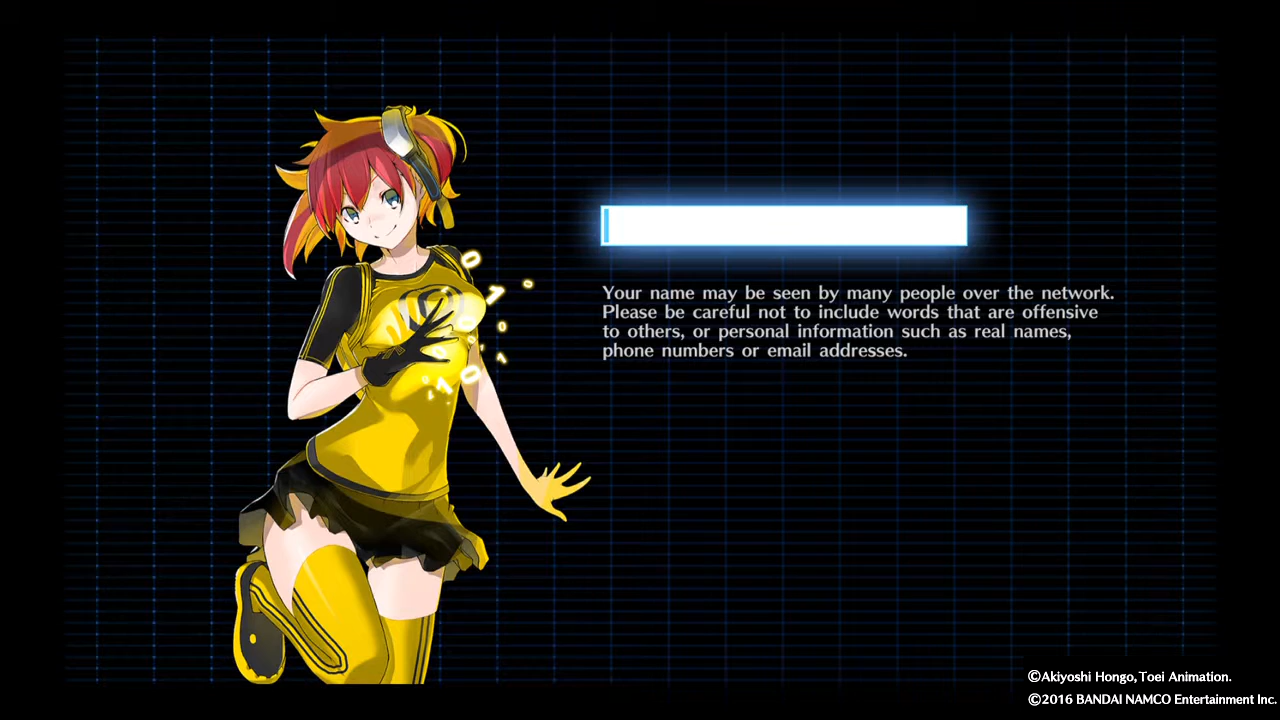 Your name may be seen by many people over the network.
Please be careful not to include words that are offensive
to others, or personal information such as real names,
phone numbers or email addresses.
©Akiyoshi Hongo,Toei Animation.
©2016 BANDAI NAMCO Entertainment Inc.